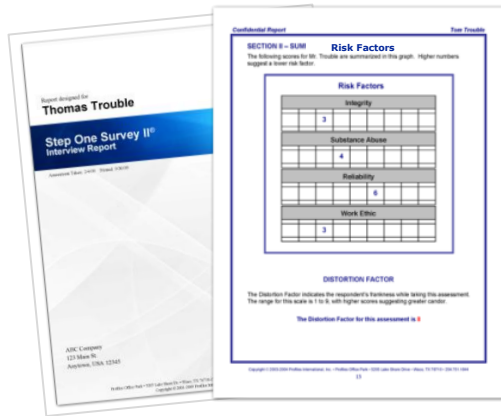 Report designed for
Thomas Trouble
Step One Survey II®
Interview Report
ABC Company
123 Main St.
Anytown, USA 12345
Confidential Report Tom Trouble
SECTION II – SUM Risk Factors
The following scores for Mr. Trouble are summarized in this graph. Higher numbers
suggest a lower risk factor.
Risk Factors
Integrity
3
Substance Abuse
4
Reliability
6
Work Ethic
3
DISTORTION FACTOR
The Distortion Factor indicates the respondent's frankness while taking this assessment.
The range for this scale is 1 to 9, with higher scores suggesting greater candor.
The Distortion Factor for this assessment is 8
13